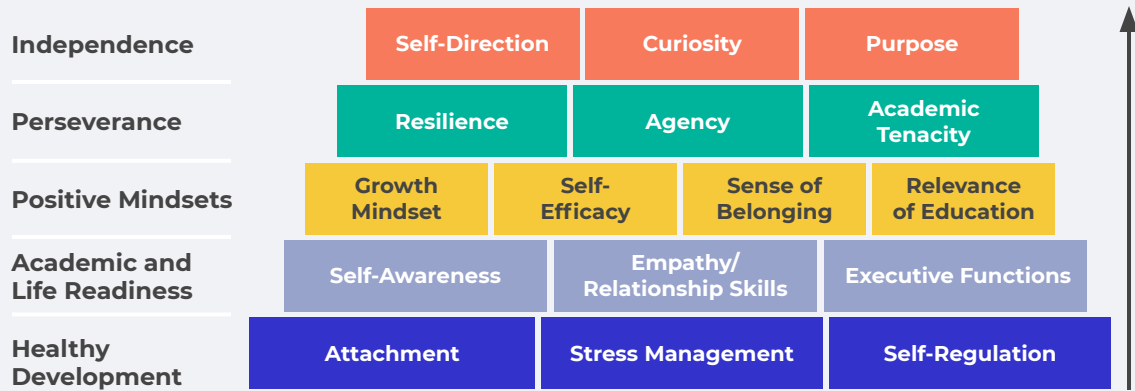 Independence
Self-Direction
Curiosity
Purpose
Perseverance
Resilience
Agency
Academic
Tenacity
Positive Mindsets
Growth
Mindset
Self-
Efficacy
Sense of
Belonging
Relevance
of Education
Academic and
Life Readiness
Self-Awareness
Empathy/
Relationship Skills
Executive Functions
Healthy
Development
Attachment
Stress Management
Self-Regulation